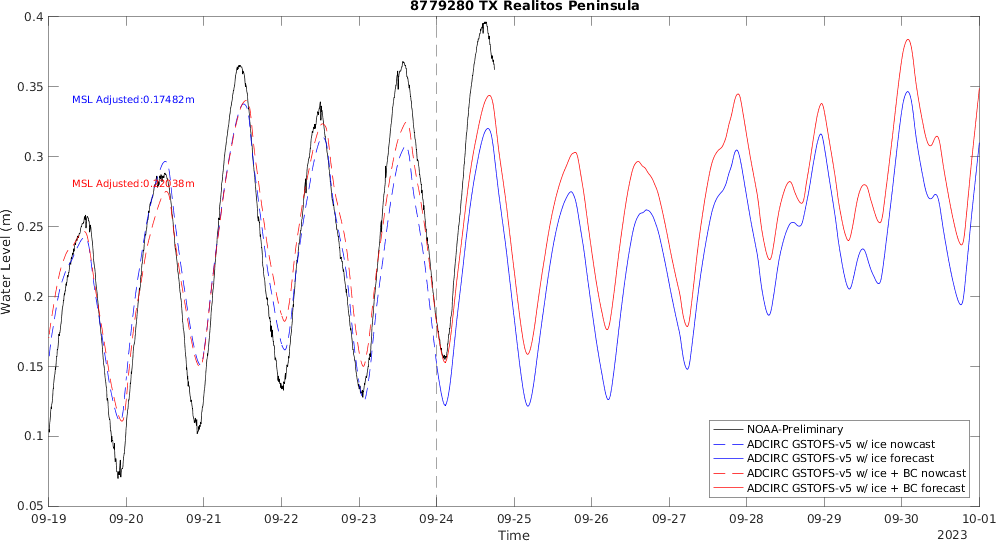 8779280 TX Realitos Peninsula
Water Level (m)
0.4
0.35
0.3
0.25
0.2
0.15
0.1
0.05
MSL Adjusted:0.17482m
MSL Adjusted:
NOAA-Preliminary
ADCIRC GSTOFS-v5 w/ ice nowcast
ADCIRC GSTOFS-v5 w/ ice forecast
ADCIRC GSTOFS-v5 w/ ice + BC nowcast
ADCIRC GSTOFS-v5 w/ ice + BC forecast
09-19 09-20 09-21 09-22 09-23 09-24 09-25 09-26 09-27 09-28 09-29 09-30 10-01
Time
2023